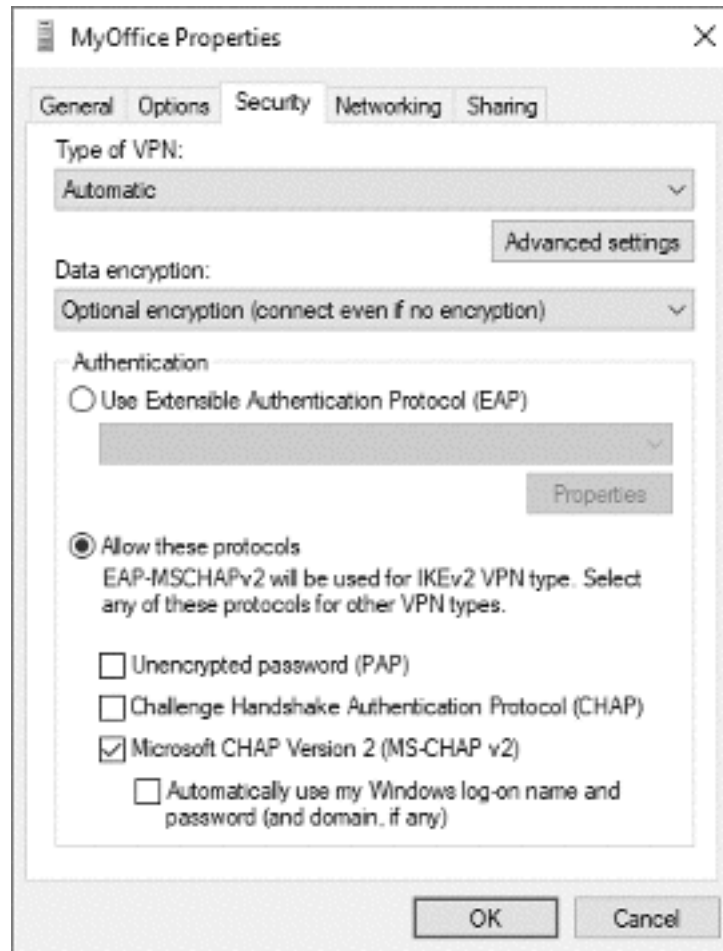 MyOffice Properties
General Options Security Networking Sharing
Type of VPN:
Automatic
Advanced settings
Data encryption:
Optional encryption (connect even if no encryption)
Authentication
Use Extensible Authentication Protocol (EAP)
Properties
Allow these protocols
EAP-MSCHAPv2 will be used for IKEv2 VPN type. Select
any of these protocols for other VPN types.
Unencrypted password (PAP)
Challenge Handshake Authentication Protocol (CHAP)
Microsoft CHAP Version 2 (MS-CHAP v2)
Automatically use my Windows log-on name and
password (and domain, if any)
OK Cancel